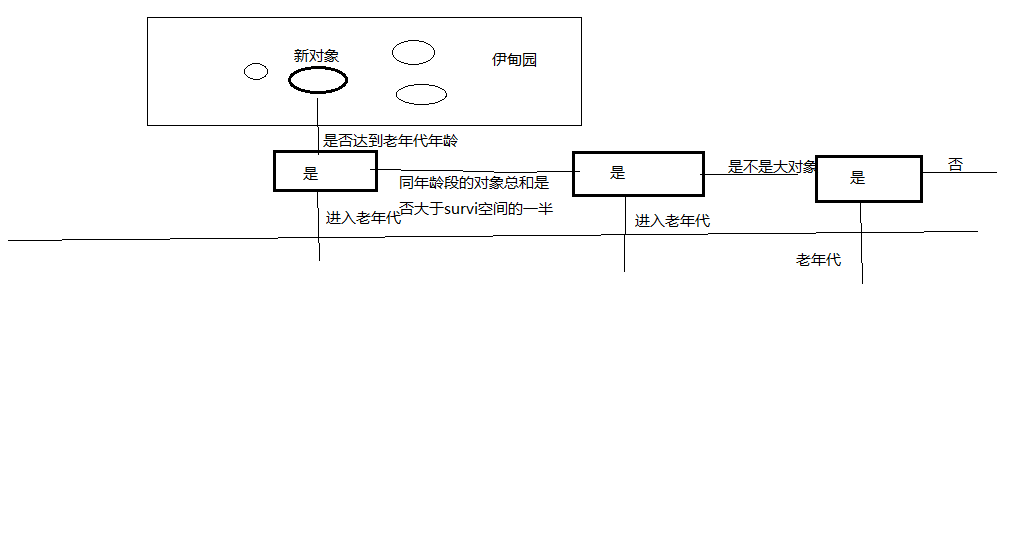 新对象
伊甸园
是否达到老年代年龄
是
同年龄段的对象总和是
否大于survi空间的一半
是
是不是大对象
是
否
进入老年代
进入老年代
老年代